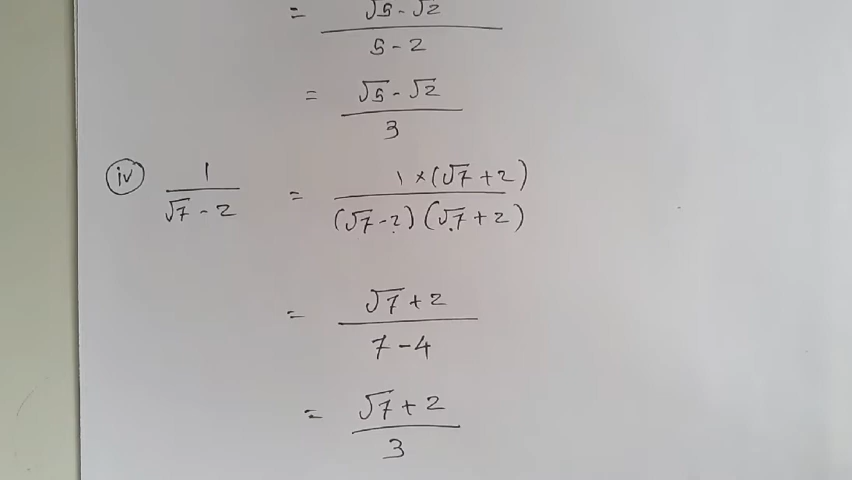 = (√5 - √2) / (5 - 2)
= (√5 - √2) / 3
(iv) 1 / (√7 - 2) = 1 × (√7 + 2) / (√7 - 2) (√7 + 2)
= (√7 + 2) / (7 - 4)
= (√7 + 2) / 3